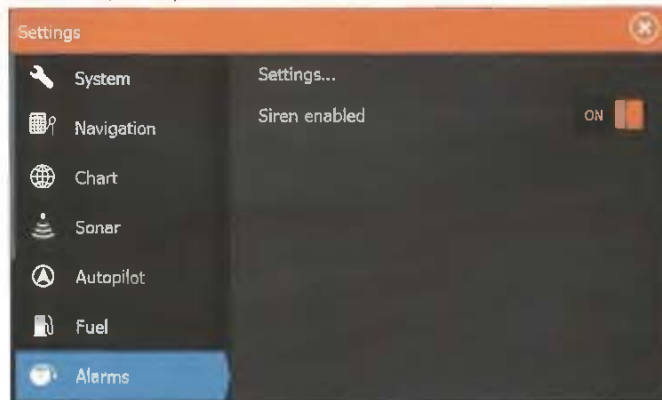 Settings
System
Navigation
Chart
Sonar
Autopilot
Fuel
Alarms
Settings...
Siren enabled
ON